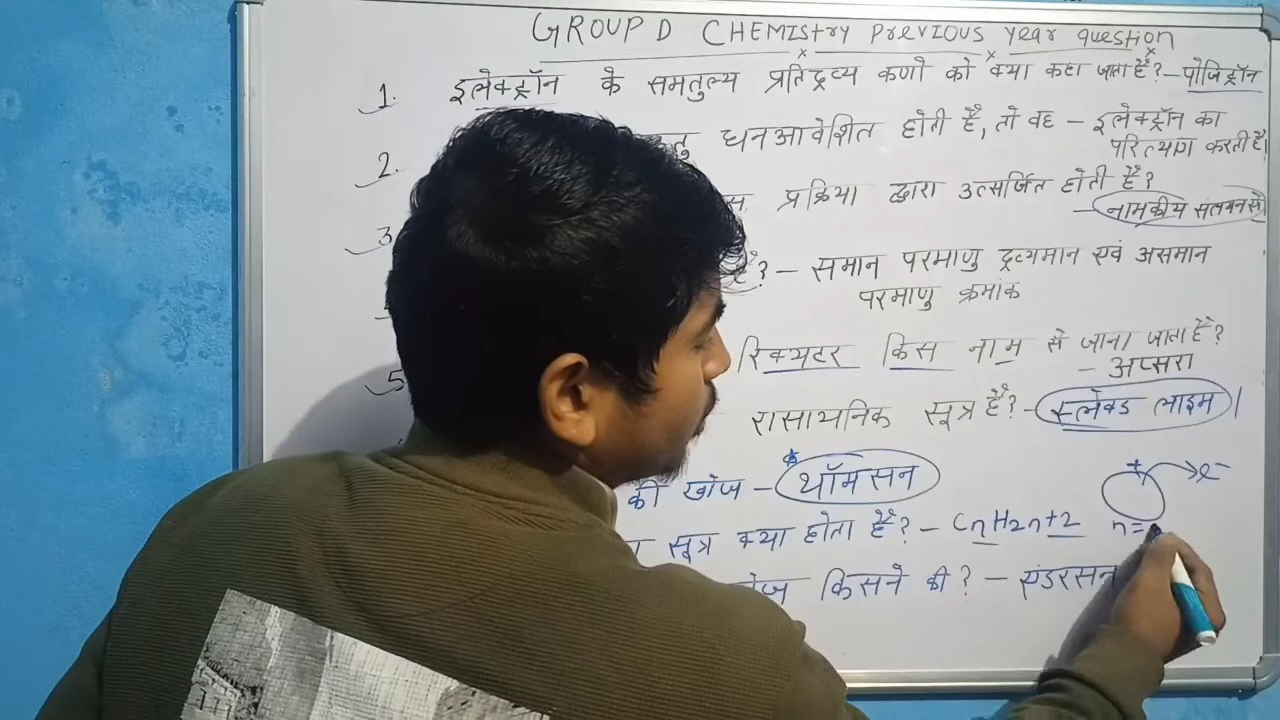 GROUP D CHEMIStry PrevIOUS Year question
1. इलेक्ट्रॉन के समतुल्य प्रतिद्रव्य कणो को क्या कहा जाता है? - पोजिट्रॉन
2. धनआवेशित होती है, तो वह - इलेक्ट्रॉन का
परित्याग करती है।
3 प्रक्रिया द्वारा उत्सर्जित होती है?
- नाभकीय संलयन से
है? - समान परमाणु द्रव्यमान एवं असमान
परमाणु क्रमांक
5 रिक्यटर किस नाम से जाना जाता है?
- अप्सरा
रासायनिक सूत्र है? - स्लेक्ड लाइम।
की खोज - थॉमसन
+ e-
सूत्र क्या होता है? - CnH2n+2 n=
किसने की? - एंडरसन